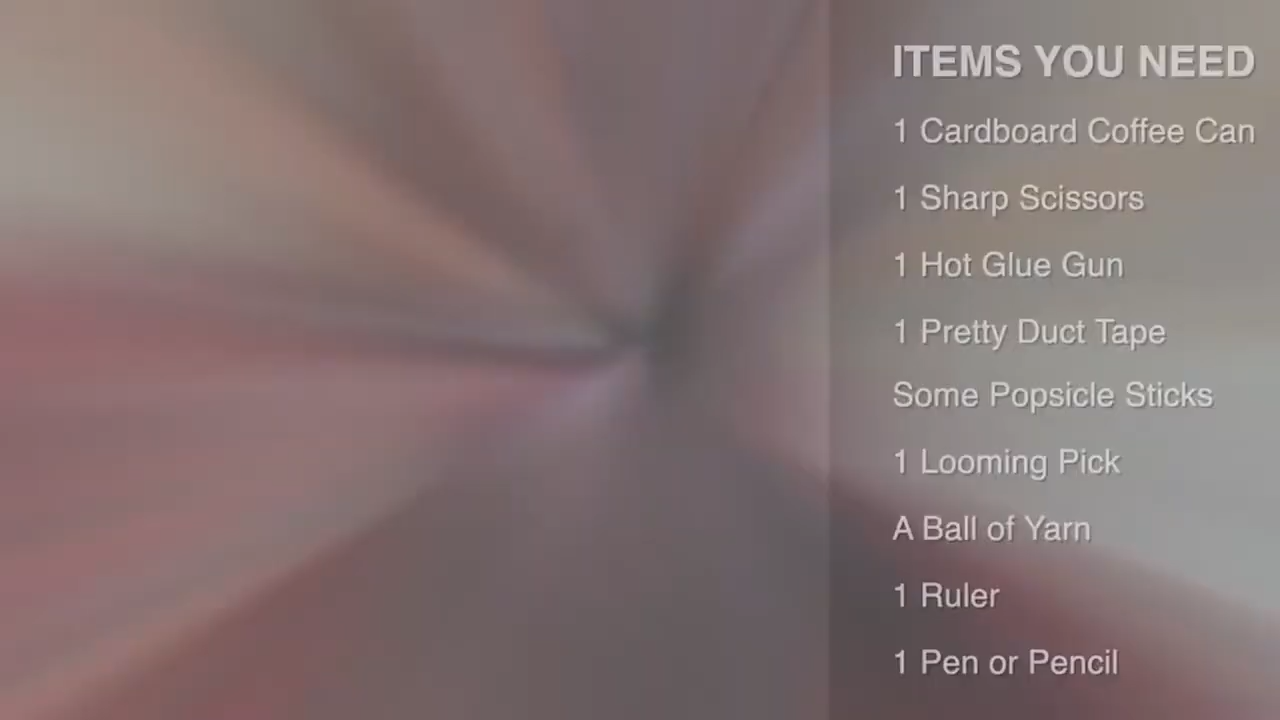 ITEMS YOU NEED
1 Cardboard Coffee Can
1 Sharp Scissors
1 Hot Glue Gun
1 Pretty Duct Tape
Some Popsicle Sticks
1 Looming Pick
A Ball of Yarn
1 Ruler
1 Pen or Pencil